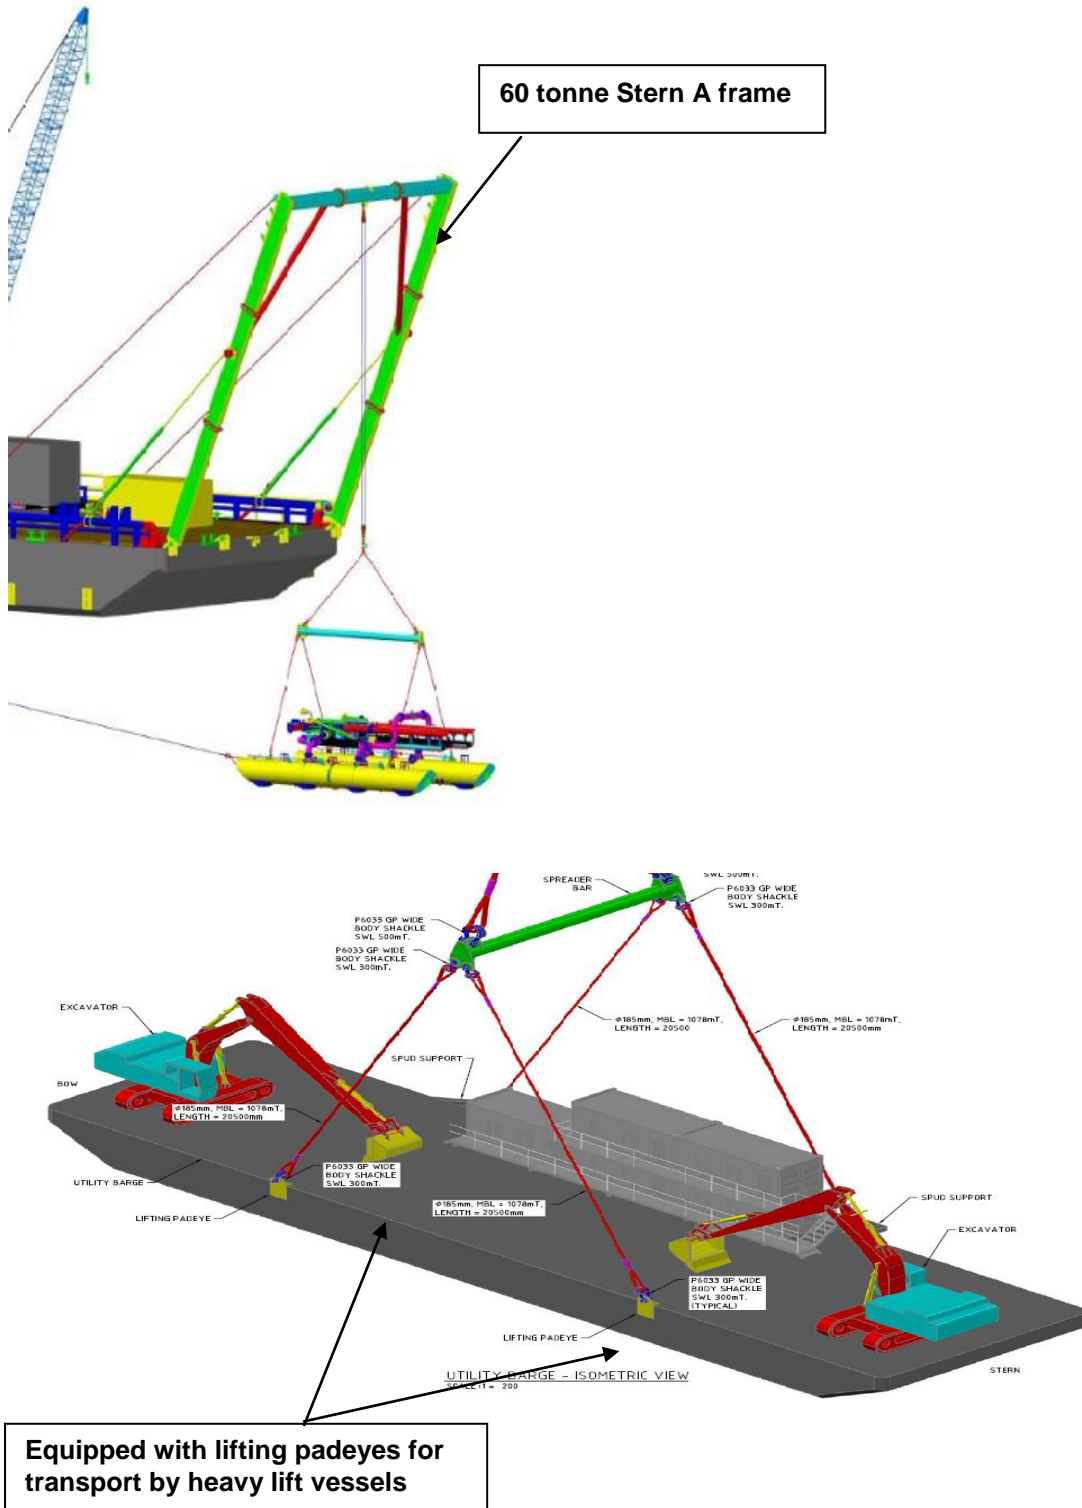 60 tonne Stern A frame
SPREADER
BAR
SWL 500mT.
P6033 GP WIDE
BODY SHACKLE
SWL 300mT.
P6033 GP WIDE
BODY SHACKLE
SWL 500mT.
P6033 GP WIDE
BODY SHACKLE
SWL 300mT.
EXCAVATOR
Ø185mm, MBL = 1078mT,
LENGTH = 20500
Ø185mm, MBL = 1078mT,
LENGTH = 20500mm
SPUD SUPPORT
BOW
Ø185mm, MBL = 1078mT,
LENGTH = 20500mm
P6033 GP WIDE
BODY SHACKLE
SWL 300mT.
UTILITY BARGE
Ø185mm, MBL = 1078mT,
LENGTH = 20500mm
SPUD SUPPORT
LIFTING PADEYE
EXCAVATOR
P6033 GP WIDE
BODY SHACKLE
SWL 300mT.
(TYPICAL)
LIFTING PADEYE
STERN
UTILITY BARGE - ISOMETRIC VIEW
SCALE:1 = 200
Equipped with lifting padeyes for
transport by heavy lift vessels